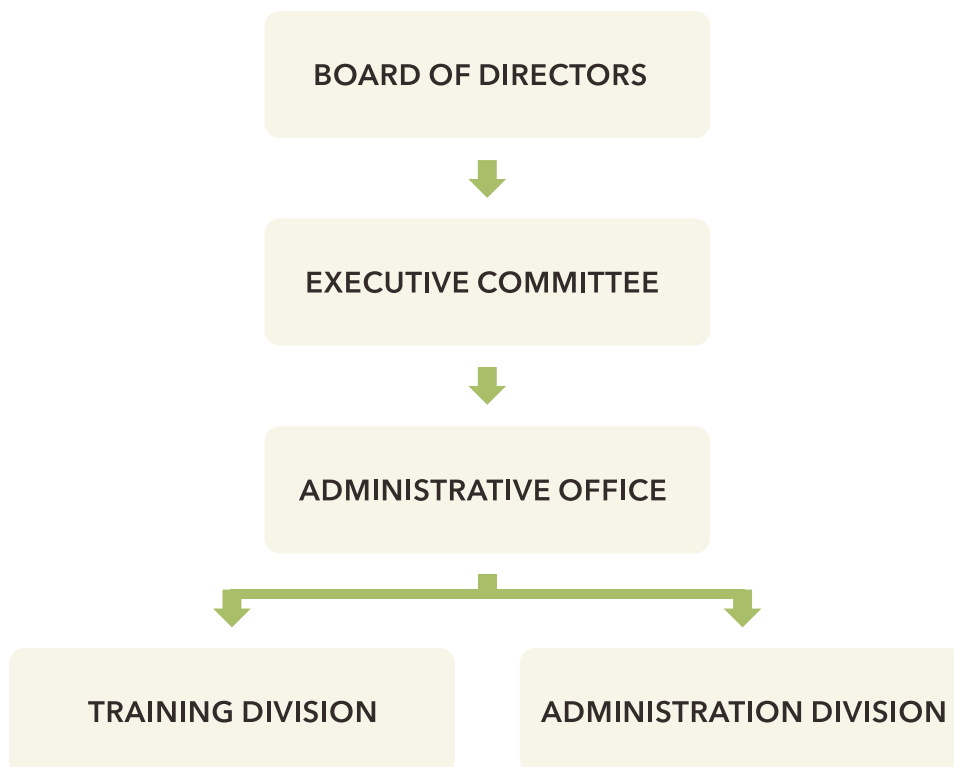 BOARD OF DIRECTORS
EXECUTIVE COMMITTEE
ADMINISTRATIVE OFFICE
TRAINING DIVISION
ADMINISTRATION DIVISION